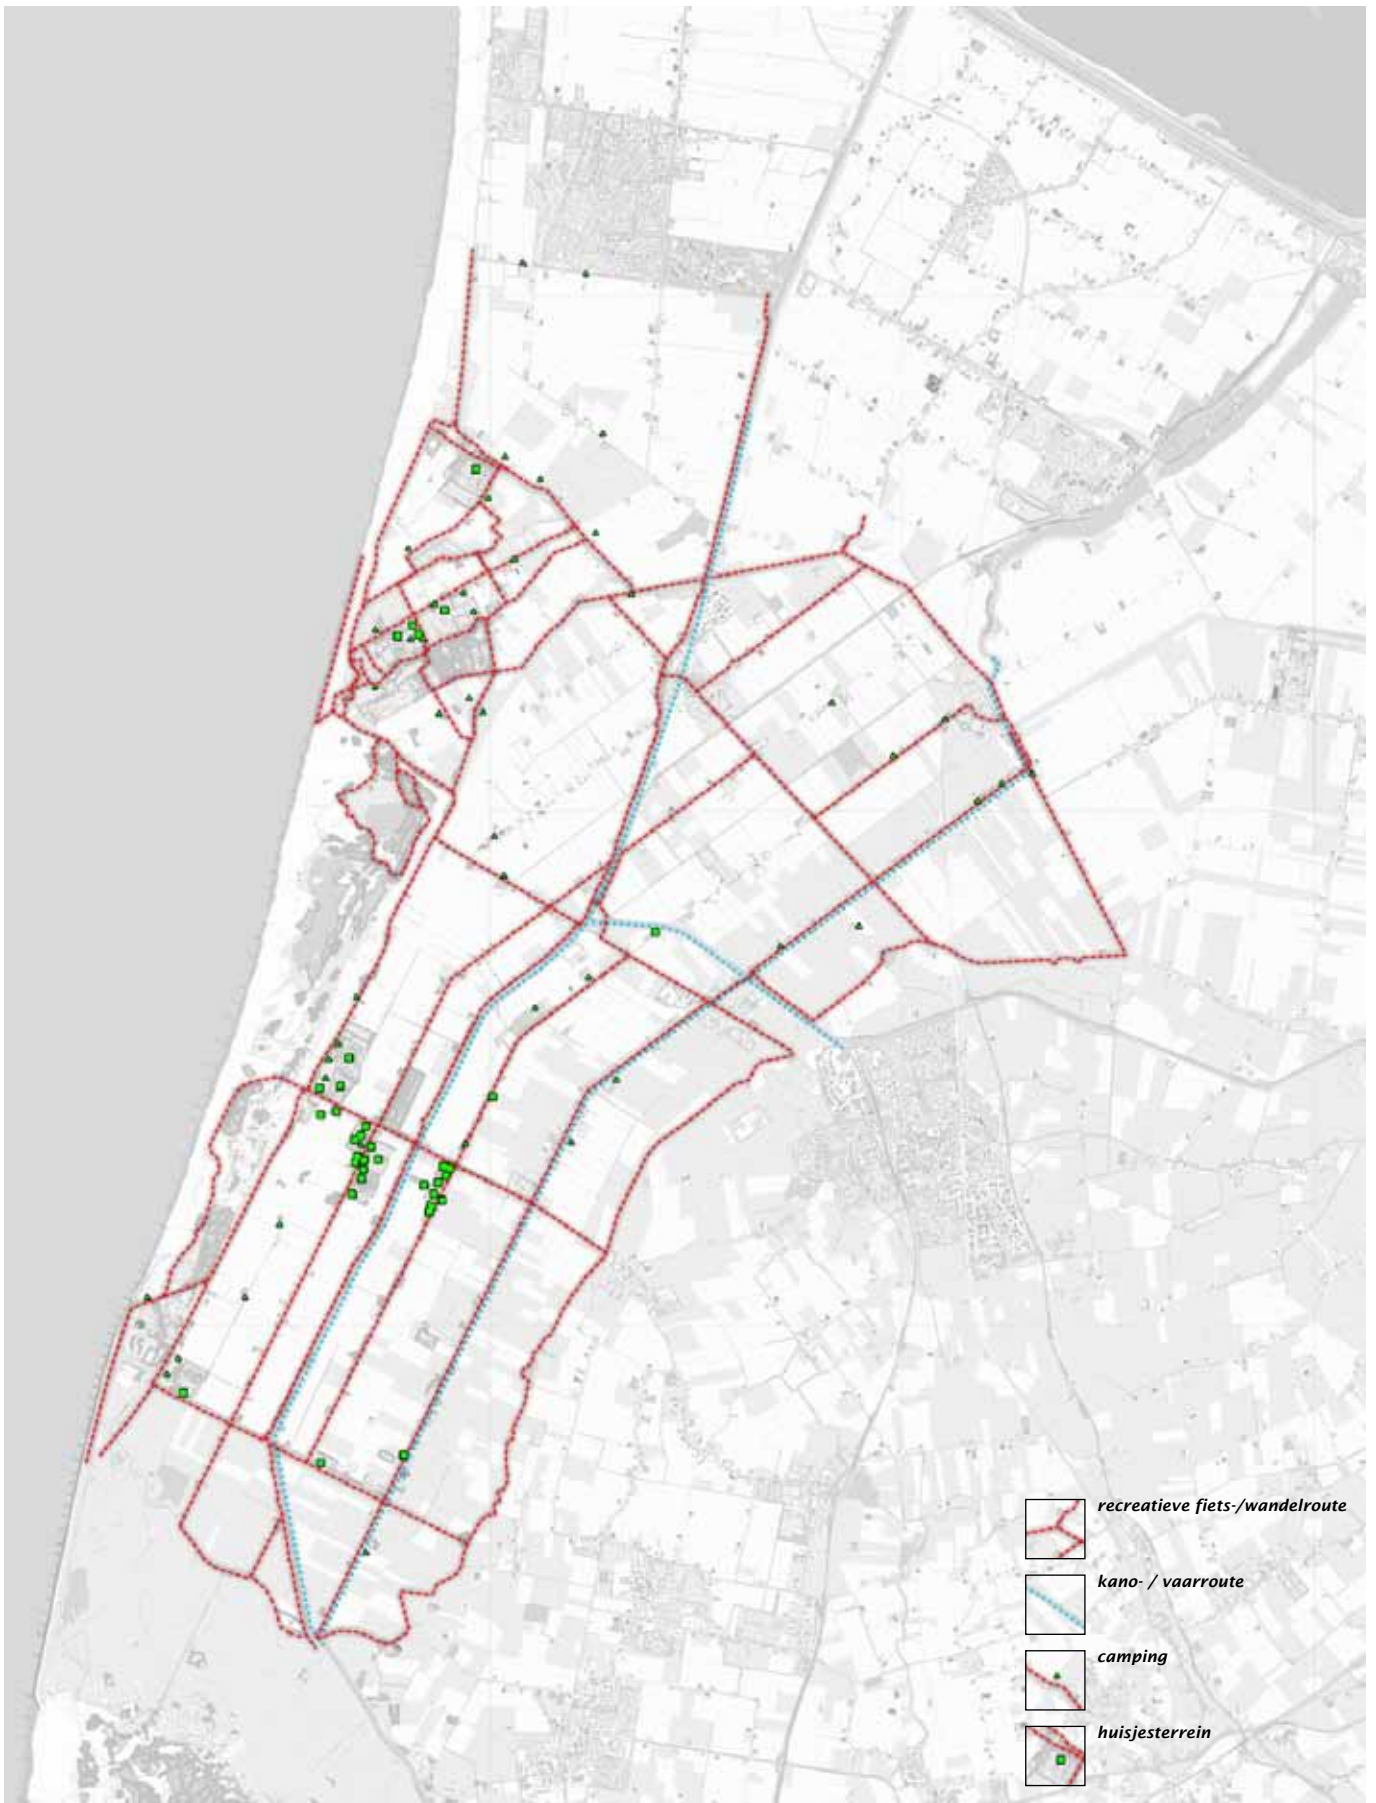 recreatieve fiets-/wandelroute
kano- / vaarroute
camping
huisjesterrein